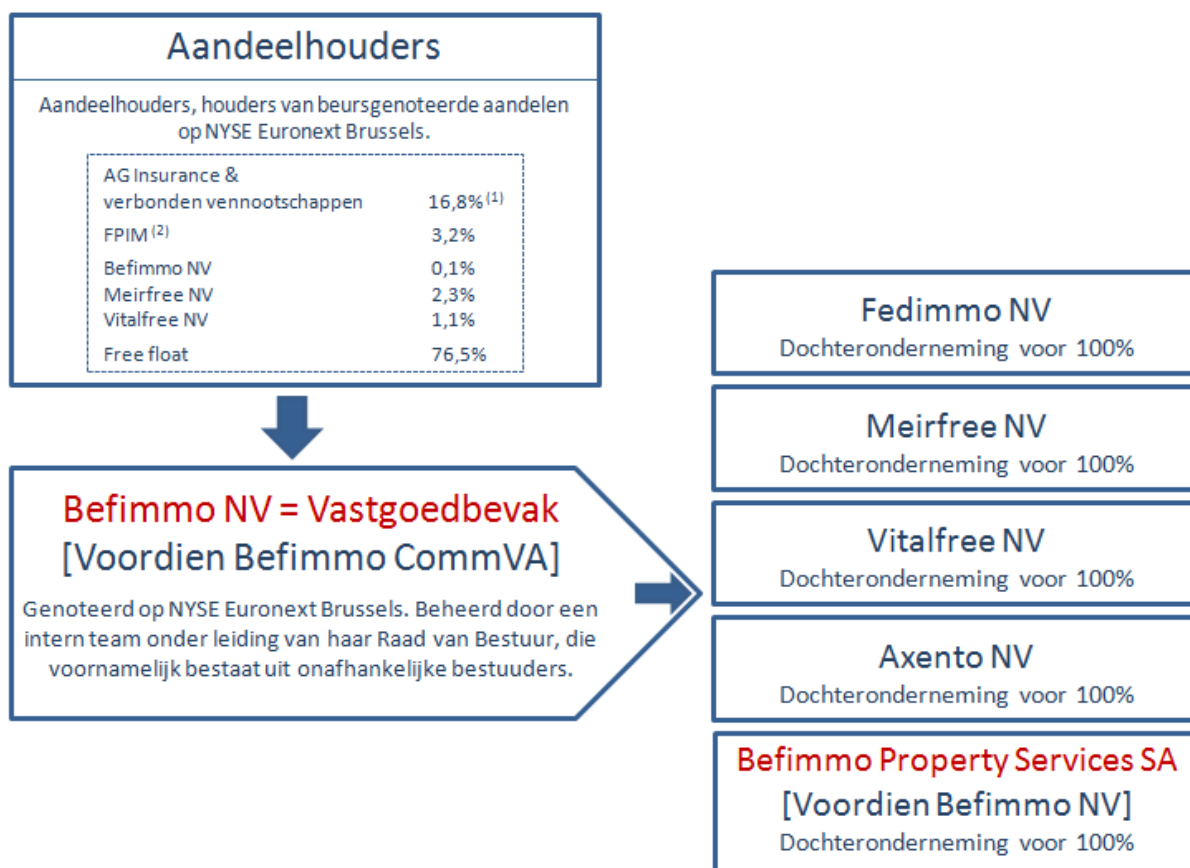 Aandeelhouders
Aandeelhouders, houders van beursgenoteerde aandelen
op NYSE Euronext Brussels.
AG Insurance &
verbonden vennootschappen 16,8% (1)
FPIM (2) 3,2%
Befimmo NV 0,1%
Meirfree NV 2,3%
Vitalfree NV 1,1%
Free float 76,5%
Befimmo NV = Vastgoedbevak
[Voordien Befimmo CommVA]
Genoteerd op NYSE Euronext Brussels. Beheerd door een
intern team onder leiding van haar Raad van Bestuur, die
voornamelijk bestaat uit onafhankelijke bestuuders.
Fedimmo NV
Dochteronderneming voor 100%
Meirfree NV
Dochteronderneming voor 100%
Vitalfree NV
Dochteronderneming voor 100%
Axento NV
Dochteronderneming voor 100%
Befimmo Property Services SA
[Voordien Befimmo NV]
Dochteronderneming voor 100%